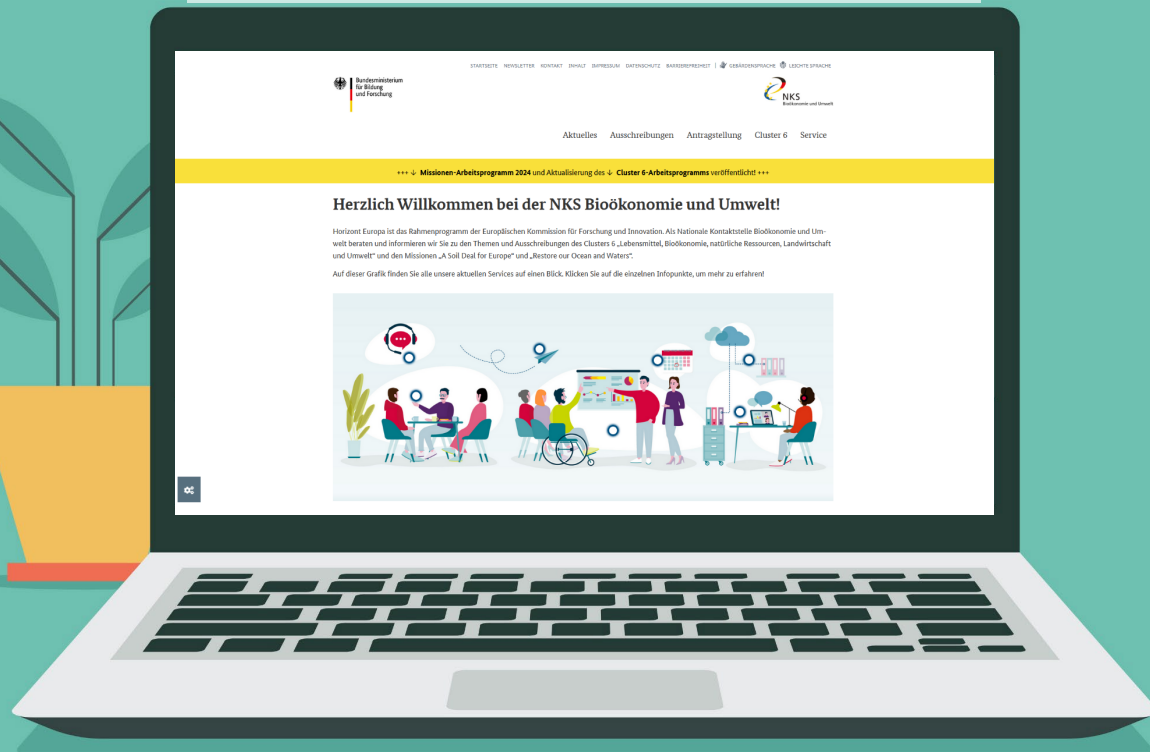 STARTSEITE NEWSLETTER KONTAKT INHALT IMPRESSUM DATENSCHUTZ BARRIEREFREIHEIT | GEBÄRDENSPRACHE LEICHTE SPRACHE
Bundesministerium
für Bildung
und Forschung
NKS
Bioökonomie und Umwelt
Aktuelles Ausschreibungen Antragstellung Cluster 6 Service
+++ ↓ Missionen-Arbeitsprogramm 2024 und Aktualisierung des ↓ Cluster 6-Arbeitsprogramms veröffentlicht! +++
Herzlich Willkommen bei der NKS Bioökonomie und Umwelt!
Horizont Europa ist das Rahmenprogramm der Europäischen Kommission für Forschung und Innovation. Als Nationale Kontaktstelle Bioökonomie und Um-
welt beraten und informieren wir Sie zu den Themen und Ausschreibungen des Clusters 6 „Lebensmittel, Bioökonomie, natürliche Ressourcen, Landwirtschaft
und Umwelt“ und den Missionen „A Soil Deal for Europe“ und „Restore our Ocean and Waters“.
Auf dieser Grafik finden Sie alle unsere aktuellen Services auf einen Blick. Klicken Sie auf die einzelnen Infopunkte, um mehr zu erfahren!